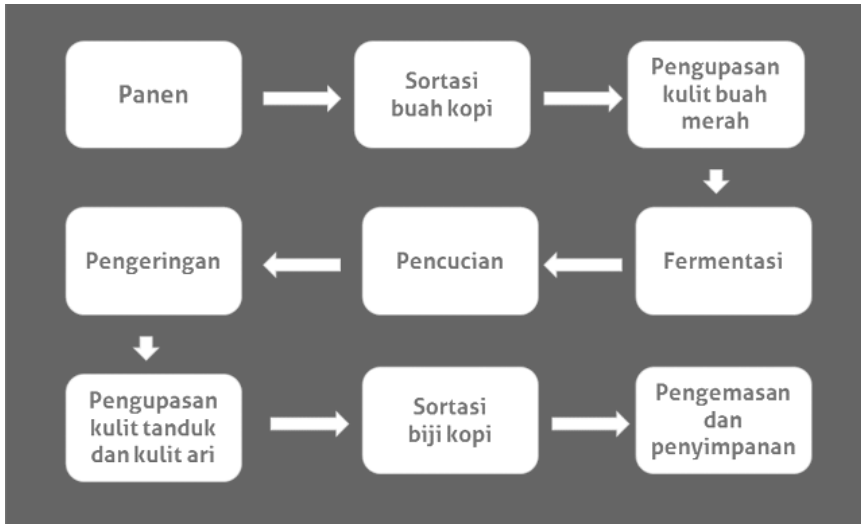 Panen
Sortasi
buah kopi
Pengupasan
kulit buah
merah
Fermentasi
Pencucian
Pengeringan
Pengupasan
kulit tanduk
dan kulit ari
Sortasi
biji kopi
Pengemasan
dan
penyimpanan